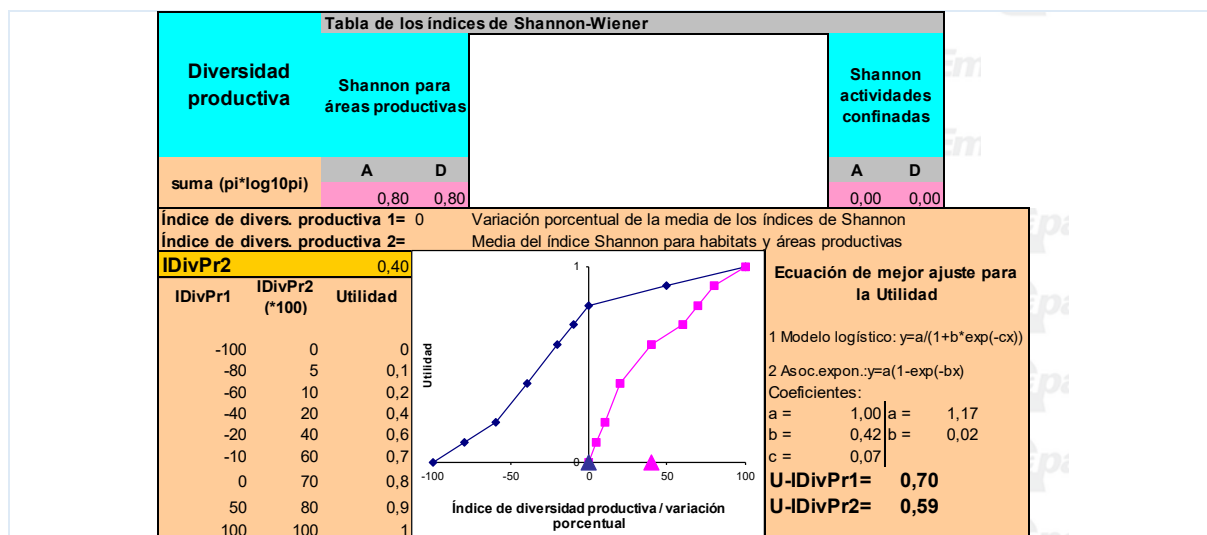 Tabla de los índices de Shannon-Wiener
Diversidad
productiva
Shannon para
áreas productivas
Shannon
actividades
confinadas
suma (pi*log10pi)
A D
0,80 0,80
A D
0,00 0,00
Índice de divers. productiva 1= 0 Variación porcentual de la media de los índices de Shannon
Índice de divers. productiva 2= Media del índice Shannon para habitats y áreas productivas
IDivPr2 0,40
IDivPr1 IDivPr2 (*100) Utilidad
-100 0 0
-80 5 0,1
-60 10 0,2
-40 20 0,4
-20 40 0,6
-10 60 0,7
0 70 0,8
50 80 0,9
100 100 1
1
Utilidad
0
-100 -50 0 50 100
Índice de diversidad productiva / variación
porcentual
Ecuación de mejor ajuste para
la Utilidad
1 Modelo logístico: y=a/(1+b*exp(-cx))
2 Asoc.expon.:y=a(1-exp(-bx)
Coeficientes:
a = 1,00 a = 1,17
b = 0,42 b = 0,02
c = 0,07
U-IDivPr1= 0,70
U-IDivPr2= 0,59